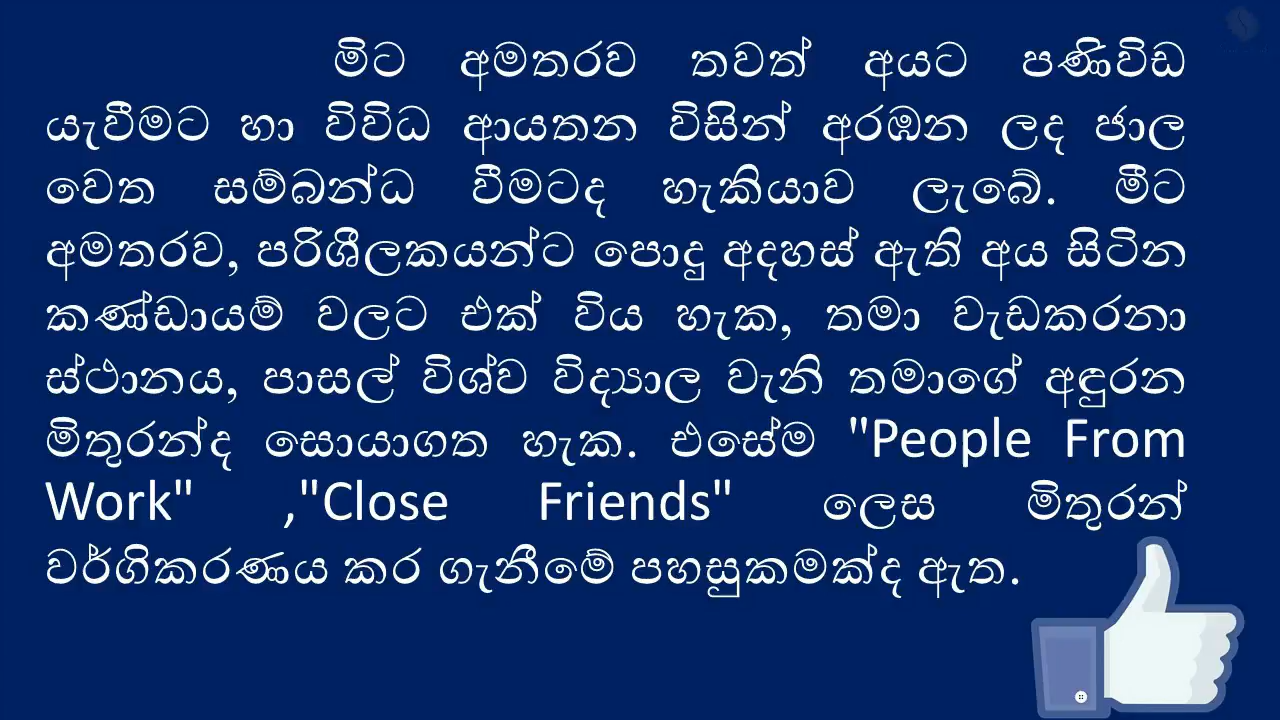 මිට අමතරව තවත් අයට පණිවිඩ
යැවීමට හා විවිධ ආයතන විසින් අරඹන ලද ජාල
වෙත සම්බන්ධ වීමටද හැකියාව ලැබේ. මීට
අමතරව, පරිශීලකයන්ට පොදු අදහස් ඇති අය සිටින
කණ්ඩායම් වලට එක් විය හැක, තමා වැඩකරනා
ස්ථානය, පාසල් විශ්ව විද්‍යාල වැනි තමාගේ අඳුරන
මිතුරන්ද සොයාගත හැක. එසේම "People From
Work" ,"Close Friends" ලෙස මිතුරන්
වර්ගිකරණය කර ගැනීමේ පහසුකමක්ද ඇත.